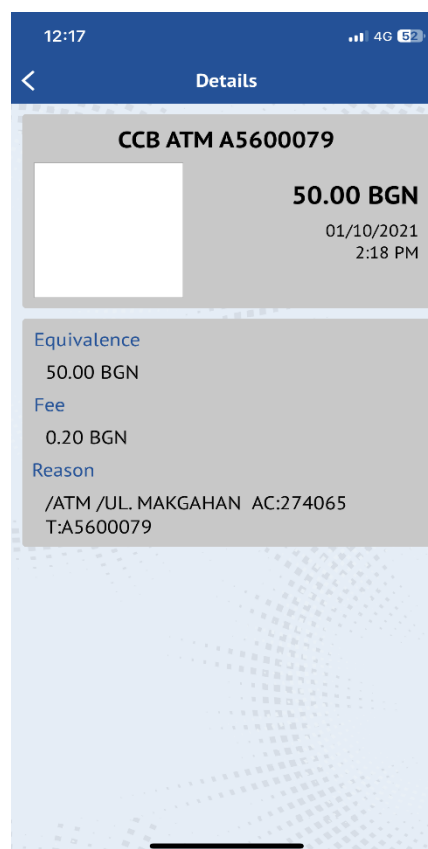 12:17 4G 52
Details
CCB ATM A5600079
50.00 BGN
01/10/2021
2:18 PM
Equivalence
50.00 BGN
Fee
0.20 BGN
Reason
/ATM /UL. MAKGAHAN AC:274065
T:A5600079